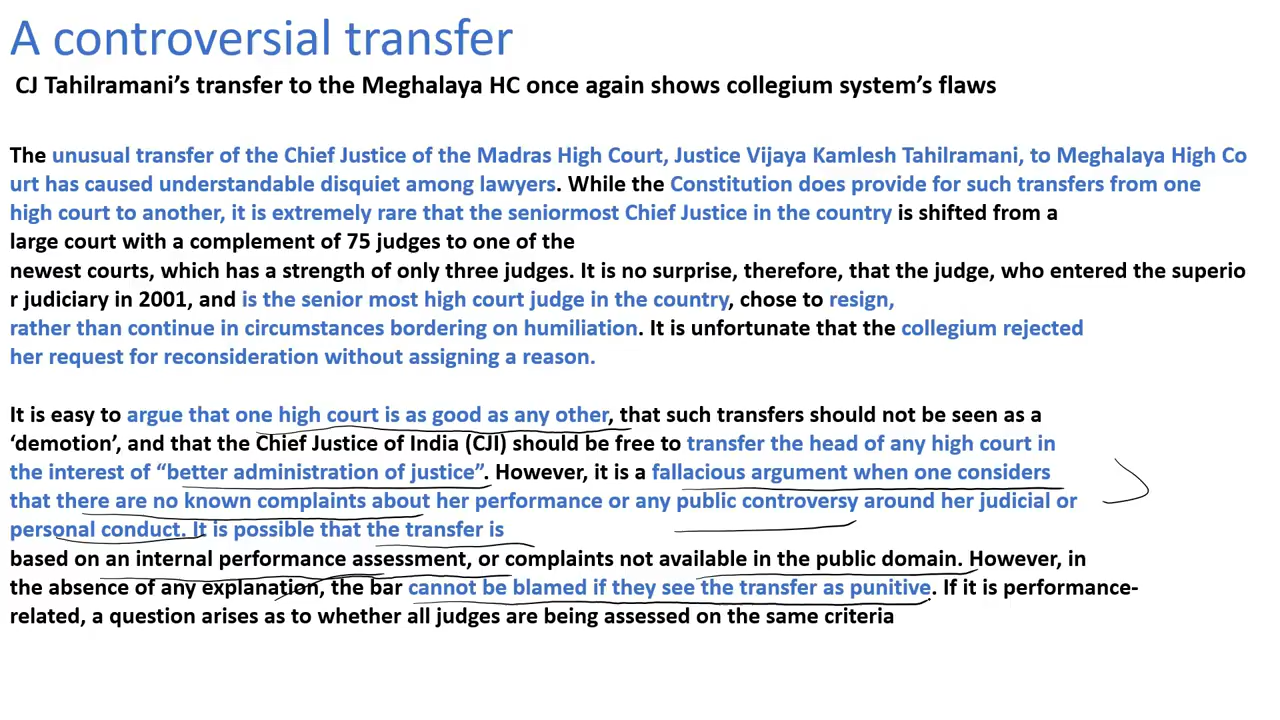 A controversial transfer
CJ Tahilramani’s transfer to the Meghalaya HC once again shows collegium system’s flaws
The unusual transfer of the Chief Justice of the Madras High Court, Justice Vijaya Kamlesh Tahilramani, to Meghalaya High Co
urt has caused understandable disquiet among lawyers. While the Constitution does provide for such transfers from one
high court to another, it is extremely rare that the seniormost Chief Justice in the country is shifted from a
large court with a complement of 75 judges to one of the
newest courts, which has a strength of only three judges. It is no surprise, therefore, that the judge, who entered the superio
r judiciary in 2001, and is the senior most high court judge in the country, chose to resign,
rather than continue in circumstances bordering on humiliation. It is unfortunate that the collegium rejected
her request for reconsideration without assigning a reason.
It is easy to argue that one high court is as good as any other, that such transfers should not be seen as a
‘demotion’, and that the Chief Justice of India (CJI) should be free to transfer the head of any high court in
the interest of “better administration of justice”. However, it is a fallacious argument when one considers
that there are no known complaints about her performance or any public controversy around her judicial or
personal conduct. It is possible that the transfer is
based on an internal performance assessment, or complaints not available in the public domain. However, in
the absence of any explanation, the bar cannot be blamed if they see the transfer as punitive. If it is performance-
related, a question arises as to whether all judges are being assessed on the same criteria